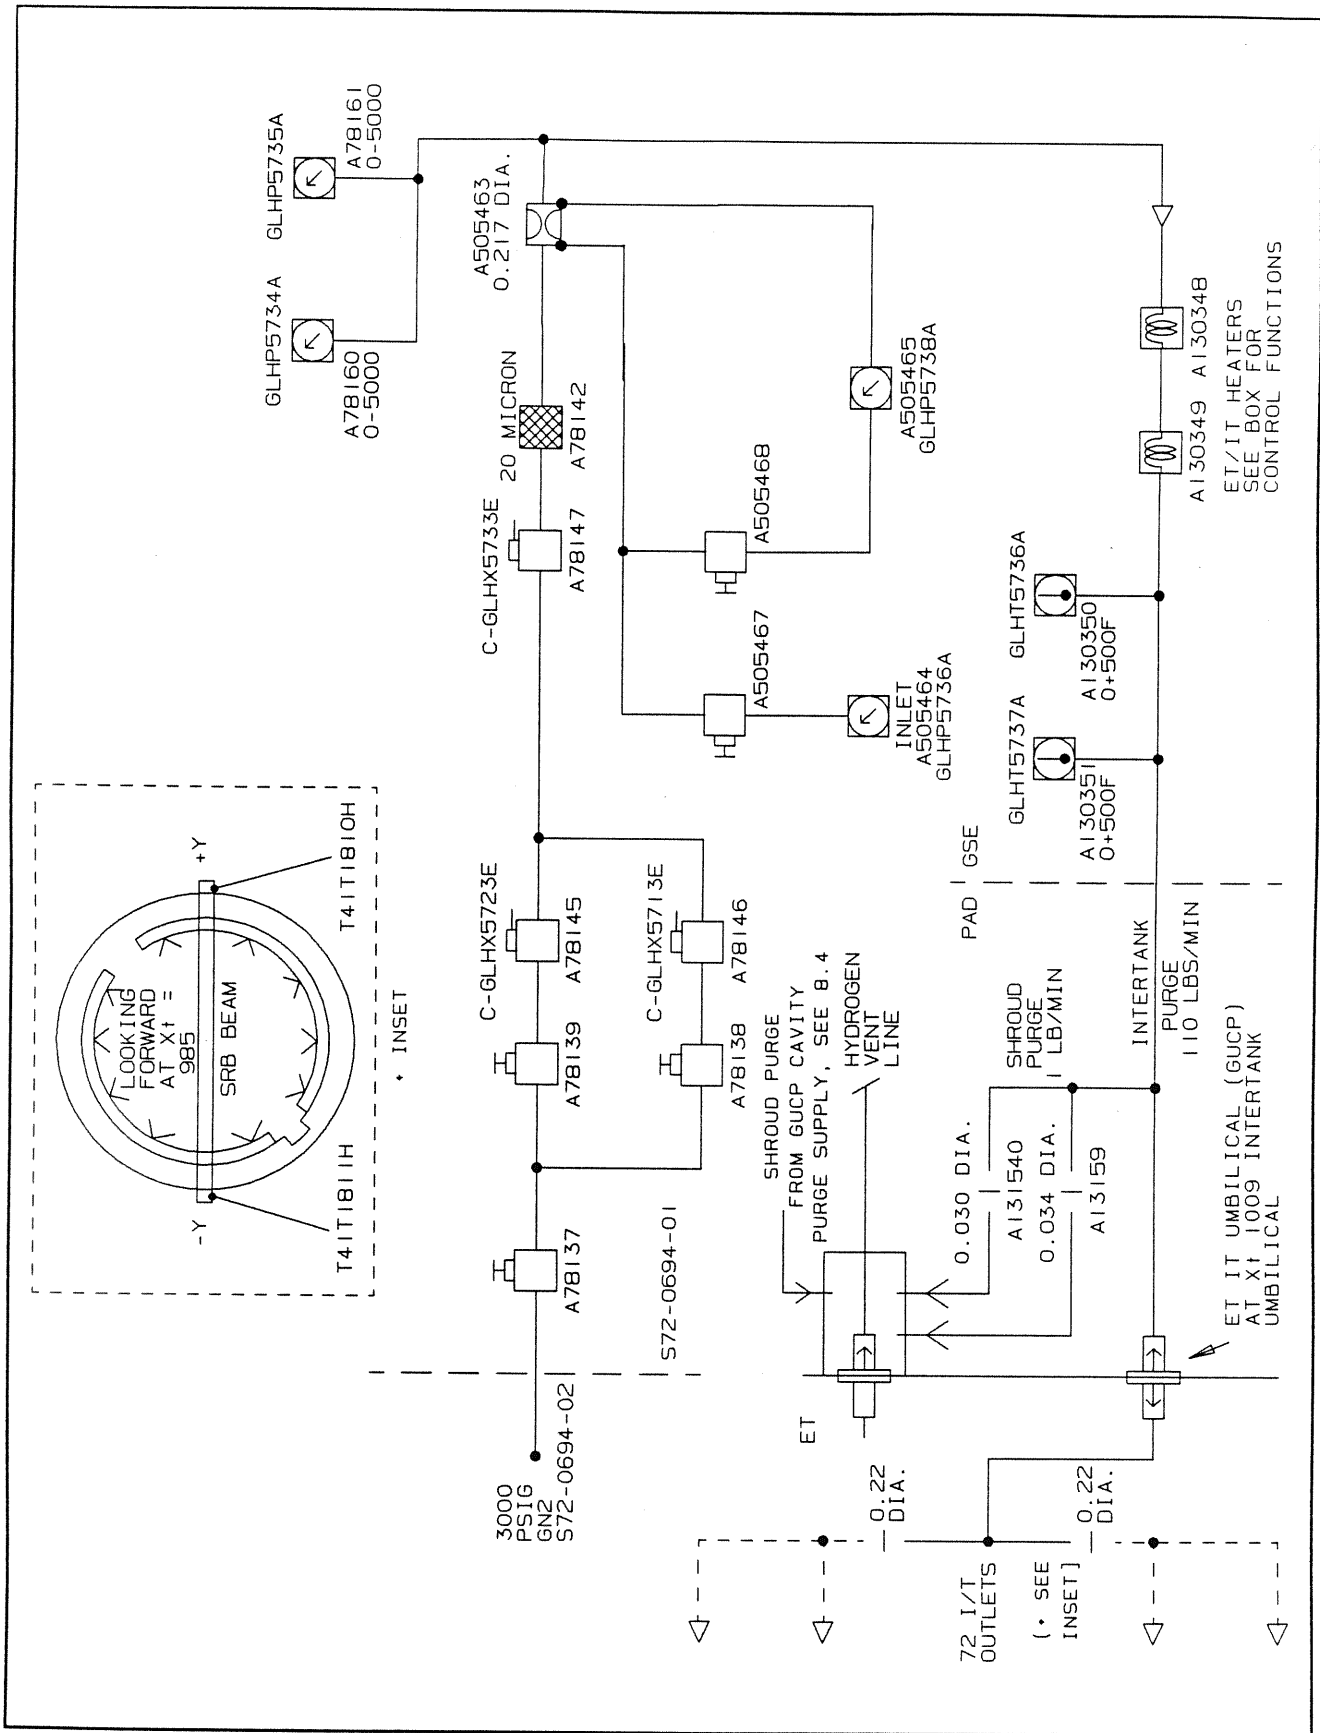 -Y
+Y
LOOKING
FORWARD
AT Xt =
985
SRB BEAM
T41T1811H
T41T1810H
* INSET
GLHP5734A
A78160
0-5000
GLHP5735A
A78161
0-5000
3000
PSIG
GN2
S72-0694-02
S72-0694-01
A78137
A78139
C-GLHX5723E
A78145
A78138
C-GLHX5713E
A78146
C-GLHX5733E
A78147
20 MICRON
A78142
A505463
0.217 DIA.
A505467
A505468
INLET
A505464
GLHP5736A
A505465
GLHP5738A
SHROUD PURGE
FROM GUCP CAVITY
PURGE SUPPLY, SEE 8.4
HYDROGEN
VENT
LINE
ET
PAD GSE
GLHT5737A
A130351
0+500F
GLHT5736A
A130350
0+500F
A130349 A130348
ET/IT HEATERS
SEE BOX FOR
CONTROL FUNCTIONS
0.030 DIA.
A131540
0.034 DIA.
A13159
SHROUD
PURGE
1 LB/MIN
INTERTANK
PURGE
110 LBS/MIN
0.22
DIA.
0.22
DIA.
72 I/T
OUTLETS
(* SEE
INSET]
ET IT UMBILICAL (GUCP)
AT Xt 1009 INTERTANK
UMBILICAL